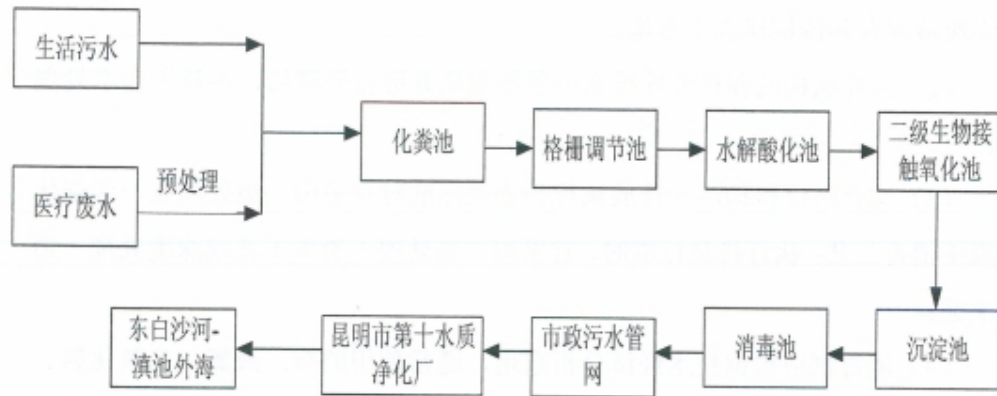 生活污水
预处理
医疗废水
化粪池
格栅调节池
水解酸化池
二级生物接
触氧化池
沉淀池
消毒池
市政污水管
网
昆明市第十水质
净化厂
东白沙河-
滇池外海